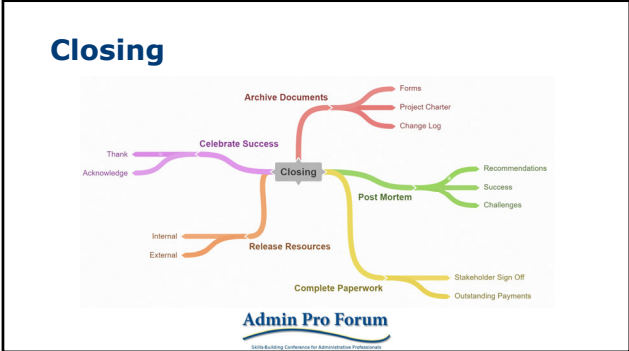 Closing
Archive Documents
Forms
Project Charter
Change Log
Celebrate Success
Thank
Acknowledge
Closing
Post Mortem
Recommendations
Success
Challenges
Release Resources
Internal
External
Complete Paperwork
Stakeholder Sign Off
Outstanding Payments
Admin Pro Forum
Skills-Building Conference for Administrative Professionals